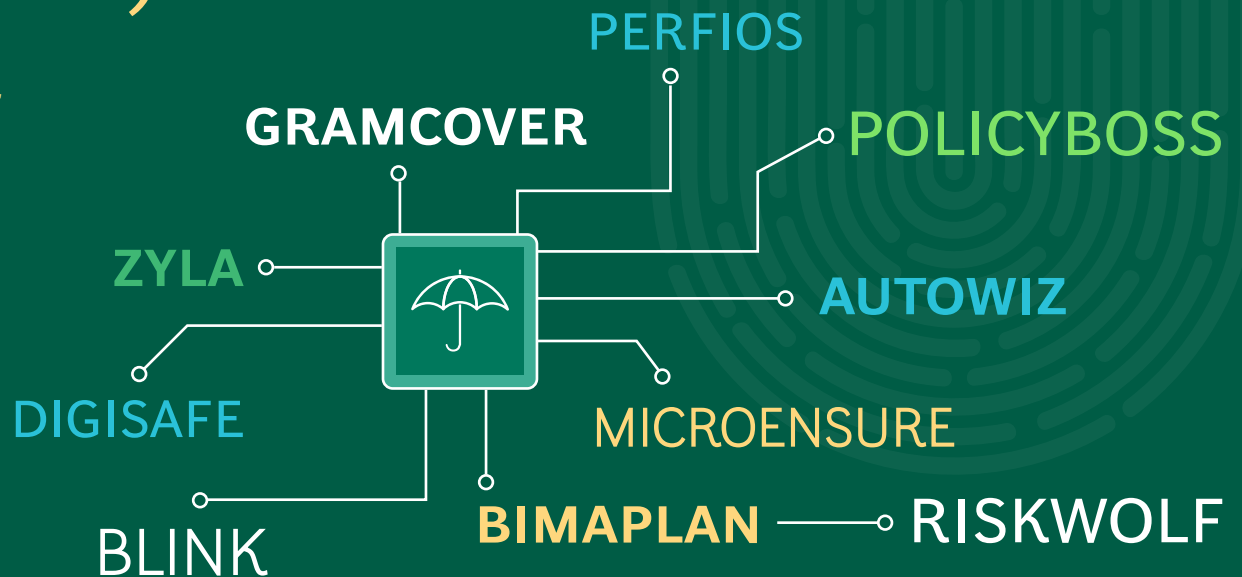 PERFIOS
GRAMCOVER
POLICYBOSS
ZYLA
AUTOWIZ
DIGISAFE
MICROENSURE
BIMAPLAN
RISKWOLF
BLINK